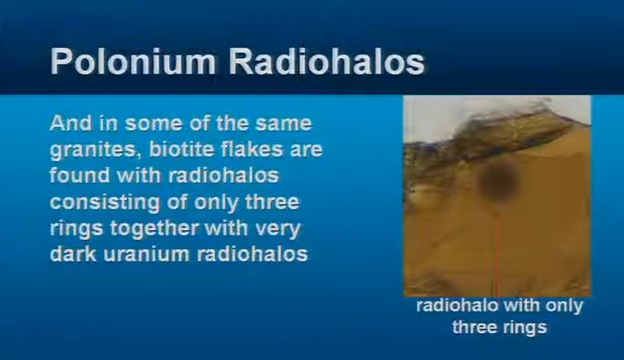 Polonium Radiohalos
And in some of the same
granites, biotite flakes are
found with radiohalos
consisting of only three
rings together with very
dark uranium radiohalos
radiohalo with only
three rings